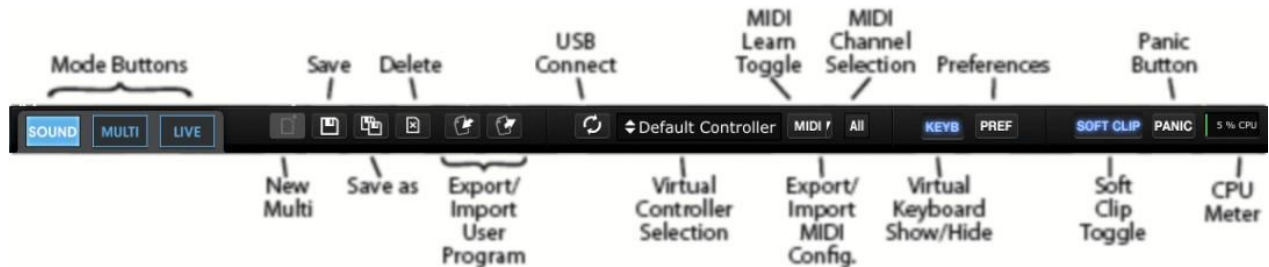 MIDI
MIDI
USB
Learn
Channel
Panic
Mode Buttons
Save
Delete
Connect
Toggle
Selection
Preferences
Button
SOUND
MULTI
LIVE
Default Controller
MIDI
All
KEYB
PREF
SOFT CLIP
PANIC
5 % CPU
New
Save as
Export/
Virtual
Export/
Virtual
Soft
CPU
Multi
Import
Controller
Import
Keyboard
Clip
Meter
User
Selection
MIDI
Show/Hide
Toggle
Program
Config.